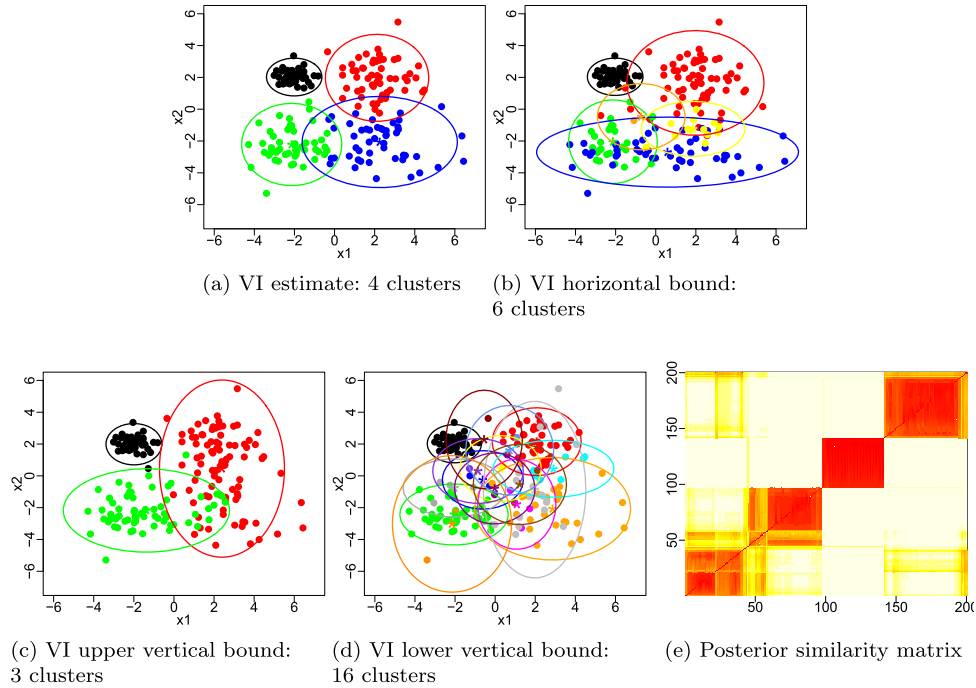 6
4
2
0
−2
−4
−6
x2
−6 −4 −2 0 2 4 6
x1
(a) VI estimate: 4 clusters
6
4
2
0
−2
−4
−6
x2
−6 −4 −2 0 2 4 6
x1
(b) VI horizontal bound:
6 clusters
6
4
2
0
−2
−4
−6
x2
−6 −4 −2 0 2 4 6
x1
(c) VI upper vertical bound:
3 clusters
6
4
2
0
−2
−4
−6
x2
−6 −4 −2 0 2 4 6
x1
(d) VI lower vertical bound:
16 clusters
200
150
100
50
50 100 150 200
(e) Posterior similarity matrix